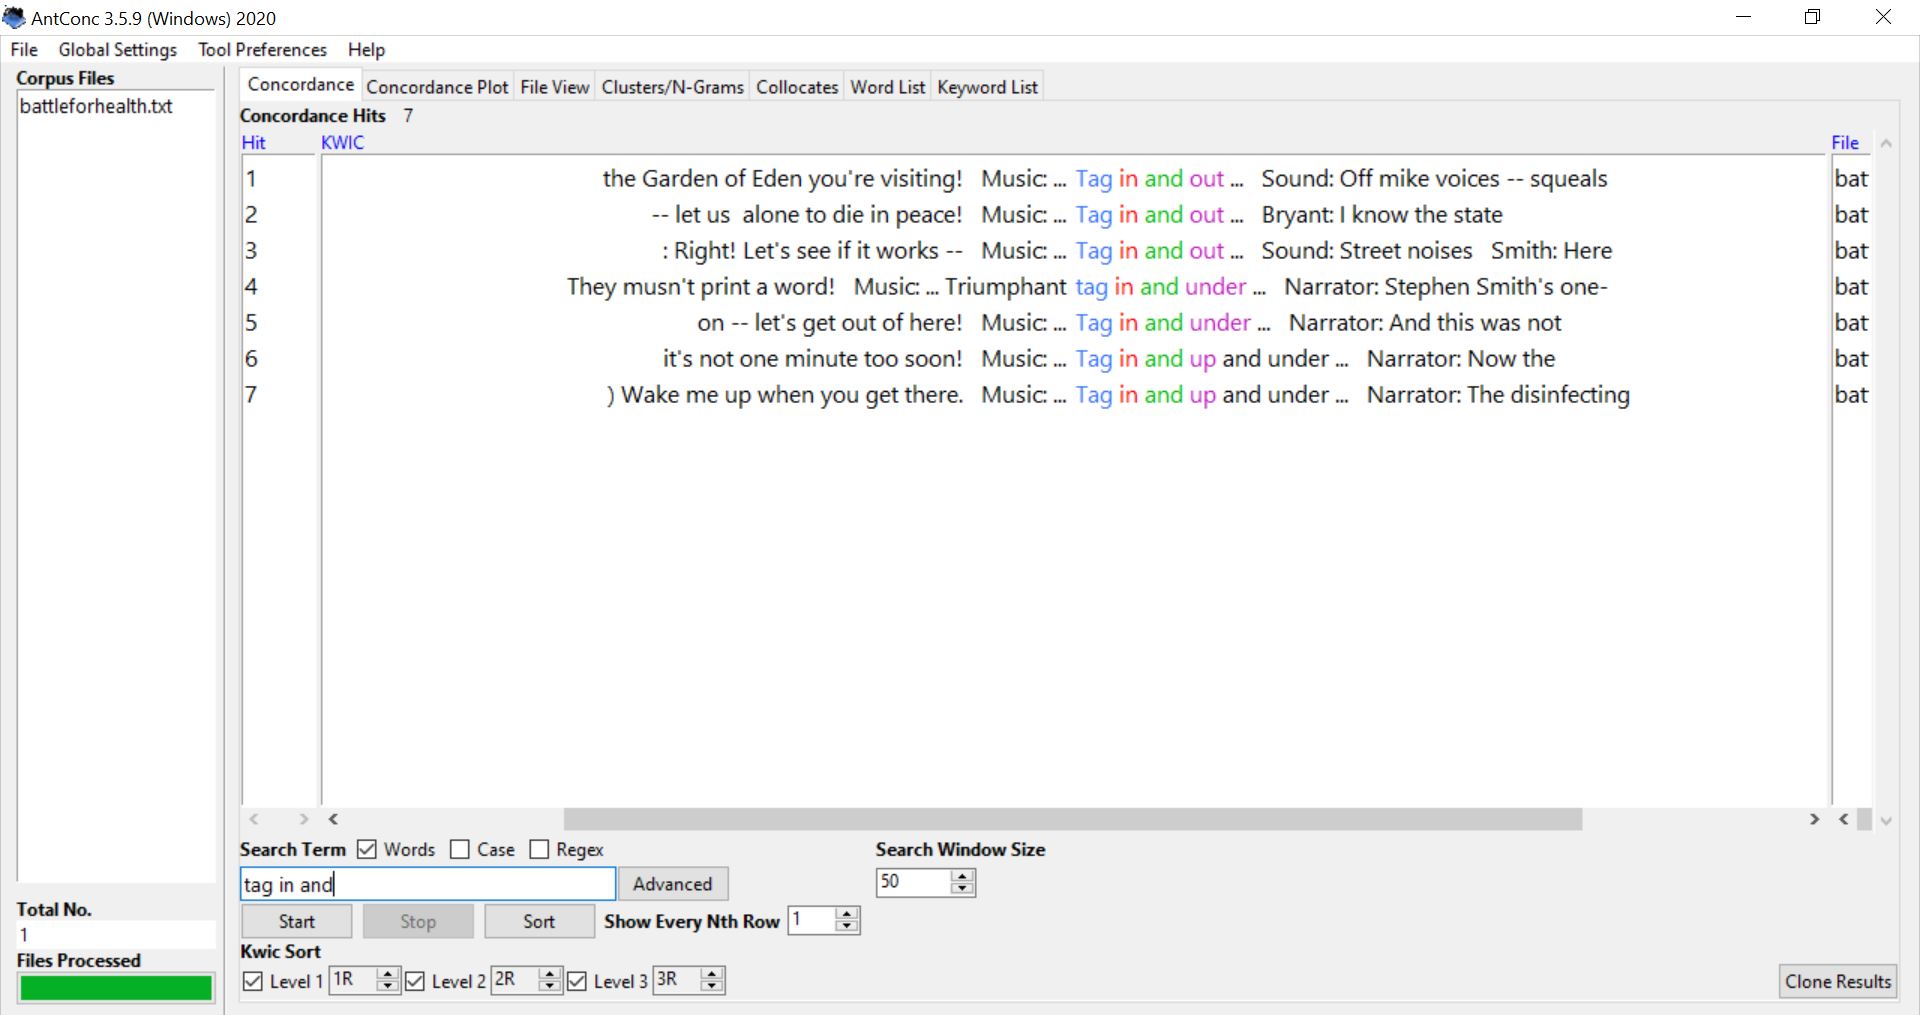 AntConc 3.5.9 (Windows) 2020
File Global Settings Tool Preferences Help
Corpus Files
battleforhealth.txt
Concordance Concordance Plot File View Clusters/N-Grams Collocates Word List Keyword List
Concordance Hits 7
Hit KWIC File
1 the Garden of Eden you're visiting! Music: ... Tag in and out ... Sound: Off mike voices -- squeals bat
2 -- let us alone to die in peace! Music: ... Tag in and out ... Bryant: I know the state bat
3 : Right! Let's see if it works -- Music: ... Tag in and out ... Sound: Street noises Smith: Here bat
4 They musn't print a word! Music: ... Triumphant tag in and under ... Narrator: Stephen Smith's one- bat
5 on -- let's get out of here! Music: ... Tag in and under ... Narrator: And this was not bat
6 it's not one minute too soon! Music: ... Tag in and up and under ... Narrator: Now the bat
7 ) Wake me up when you get there. Music: ... Tag in and up and under ... Narrator: The disinfecting bat
Search Term Words Case Regex Search Window Size
tag in and Advanced 50
Start Stop Sort Show Every Nth Row 1
Kwic Sort
Level 1 1R Level 2 2R Level 3 3R Clone Results
Total No.
1
Files Processed